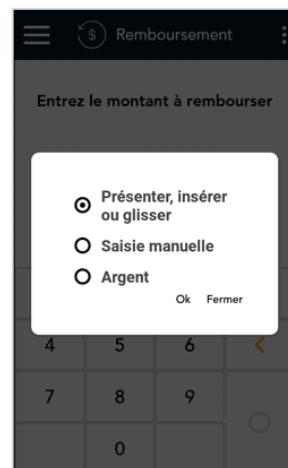 Remboursement
Entrez le montant à rembourser
Présenter, insérer
ou glisser
Saisie manuelle
Argent
Ok Fermer
4 5 6
7 8 9
0